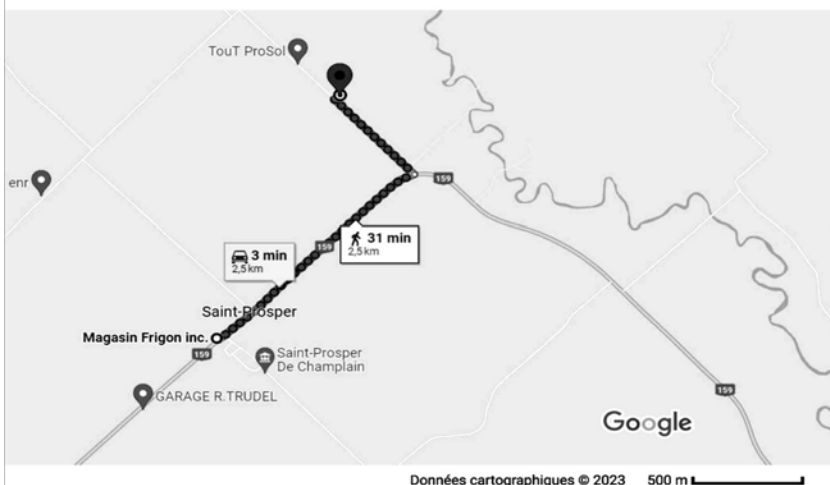 TouT ProSol
enr
159
31 min
2,5 km
159
3 min
2,5 km
Saint-Prosper
Magasin Frigon inc.
159
Saint-Prosper
De Champlain
GARAGE R.TRUDEL
159
Google
Données cartographiques © 2023 500 m